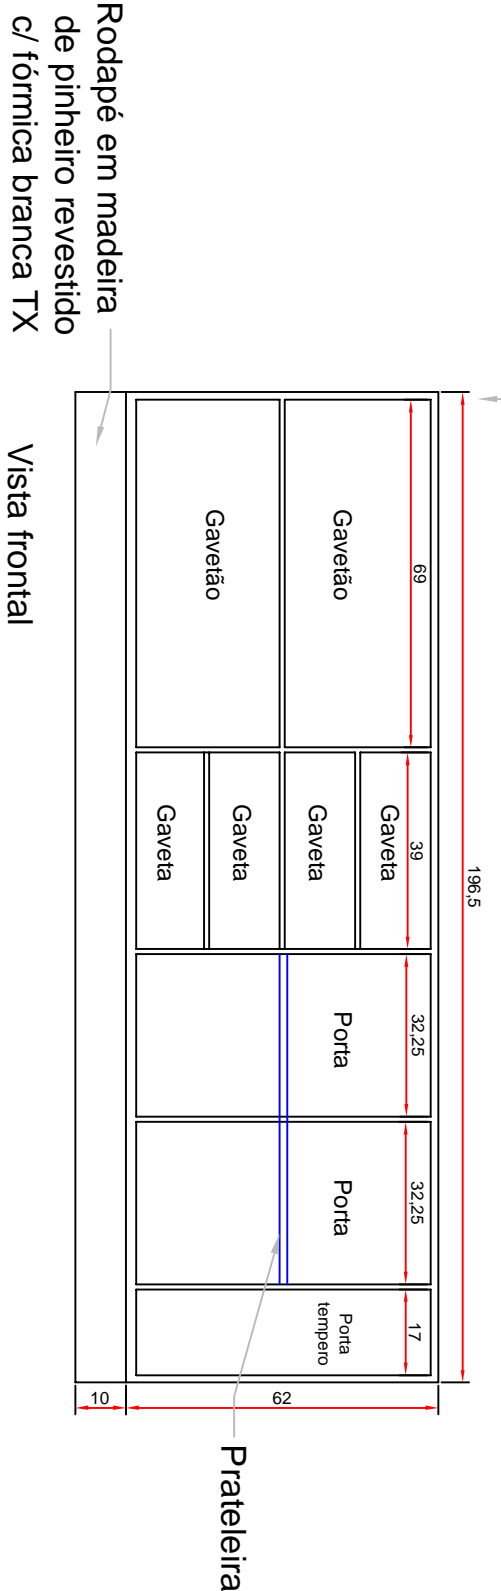 196,5
69
39
32,25
32,25
17
Gavetão
Gavetão
Gaveta
Gaveta
Gaveta
Gaveta
Porta
Porta
Porta
tempero
62
10
Prateleira
Rodapé em madeira
de pinheiro revestido
c/ fórmica branca TX
Vista frontal